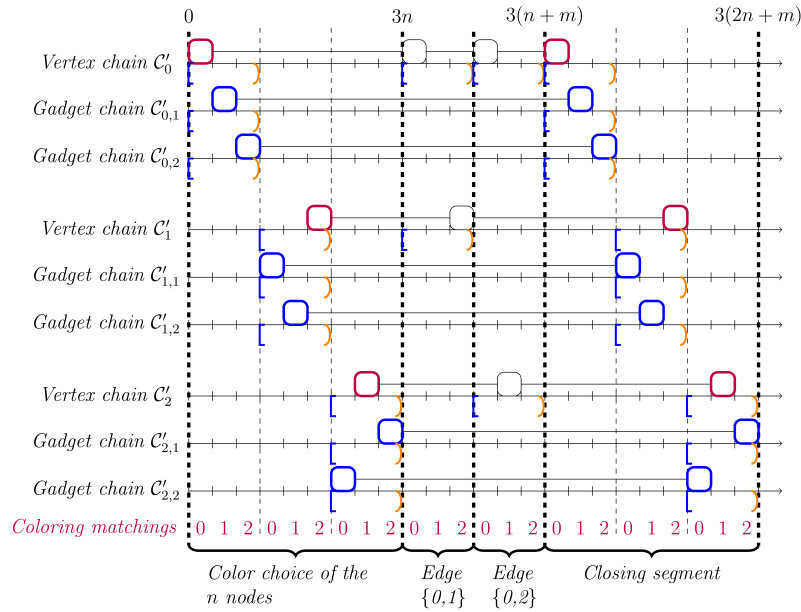 0 3n 3(n + m) 3(2n + m)
Vertex chain 𝒞′₀
Gadget chain 𝒞′₀,₁
Gadget chain 𝒞′₀,₂
Vertex chain 𝒞′₁
Gadget chain 𝒞′₁,₁
Gadget chain 𝒞′₁,₂
Vertex chain 𝒞′₂
Gadget chain 𝒞′₂,₁
Gadget chain 𝒞′₂,₂
Coloring matchings 0 1 2 0 1 2 0 1 2 0 1 2 0 1 2 0 1 2 0 1 2 0 1 2
Color choice of the Edge Edge Closing segment
n nodes {0,1} {0,2}